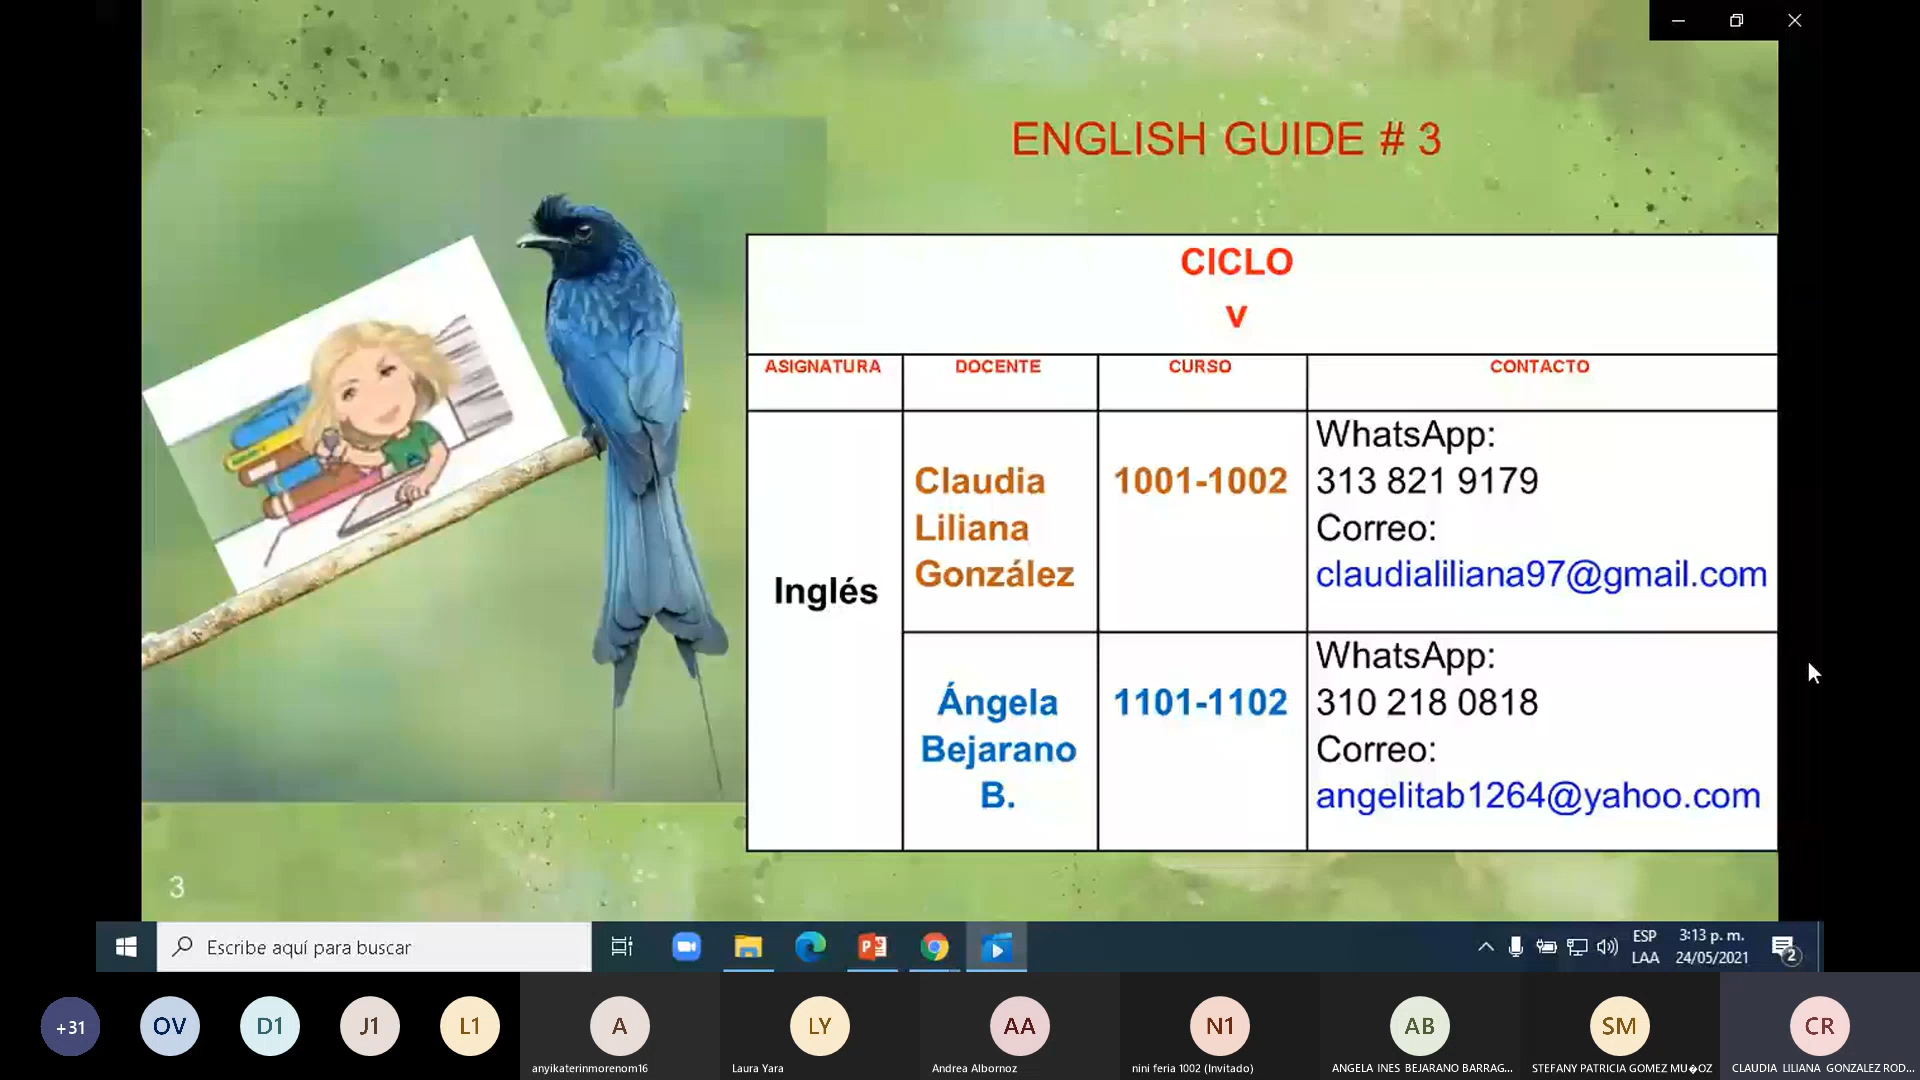 ENGLISH GUIDE # 3
CICLO
V
ASIGNATURA
DOCENTE
CURSO
CONTACTO
Inglés
Claudia
Liliana
González
1001-1002
WhatsApp:
313 821 9179
Correo:
claudialiliana97@gmail.com
Ángela
Bejarano
B.
1101-1102
WhatsApp:
310 218 0818
Correo:
angelitab1264@yahoo.com
3
Escribe aquí para buscar
ESP
LAA
3:13 p. m.
24/05/2021
2
+31
OV
D1
J1
L1
A
LY
AA
N1
AB
SM
CR
anyikaterinmorenom16
Laura Yara
Andrea Albornoz
nini feria 1002 (Invitado)
ANGELA INES BEJARANO BARRAG...
STEFANY PATRICIA GOMEZ MU�OZ
CLAUDIA LILIANA GONZALEZ ROD...